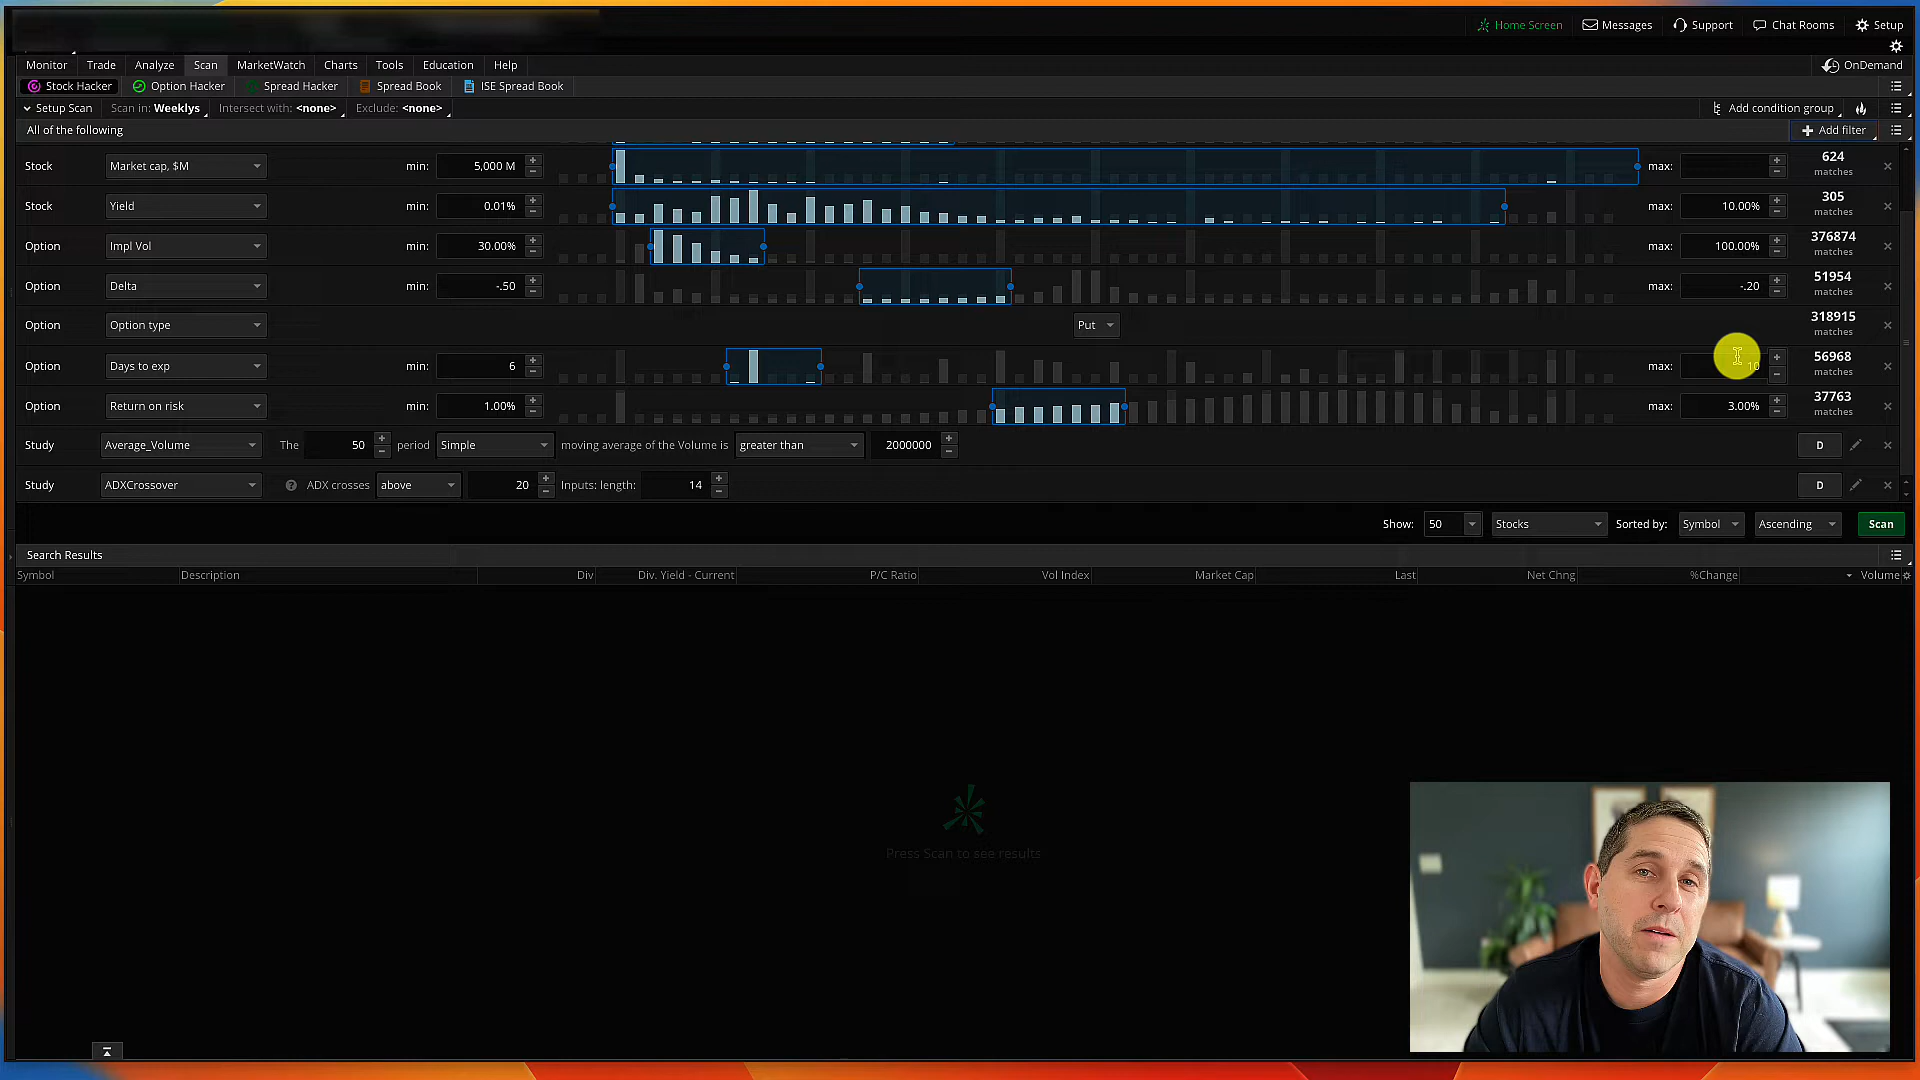 Home Screen Messages Support Chat Rooms Setup
Monitor Trade Analyze Scan MarketWatch Charts Tools Education Help OnDemand
Stock Hacker Option Hacker Spread Hacker Spread Book ISE Spread Book
Setup Scan Scan in: Weeklys Intersect with: <none> Exclude: <none> Add condition group
All of the following + Add filter
Stock Market cap, $M min: 5,000 M max: 624 matches
Stock Yield min: 0.01% max: 10.00% 305 matches
Option Impl Vol min: 30.00% max: 100.00% 376874 matches
Option Delta min: -.50 max: -.20 51954 matches
Option Option type Put 318915 matches
Option Days to exp min: 6 max: 10 56968 matches
Option Return on risk min: 1.00% max: 3.00% 37763 matches
Study Average_Volume The 50 period Simple moving average of the Volume is greater than 2000000 D
Study ADXCrossover ? ADX crosses above 20 Inputs: length: 14 D
Show: 50 Stocks Sorted by: Symbol Ascending Scan
Search Results
Symbol Description Div Div. Yield - Current P/C Ratio Vol Index Market Cap Last Net Chng %Change Volume
Press Scan to see results